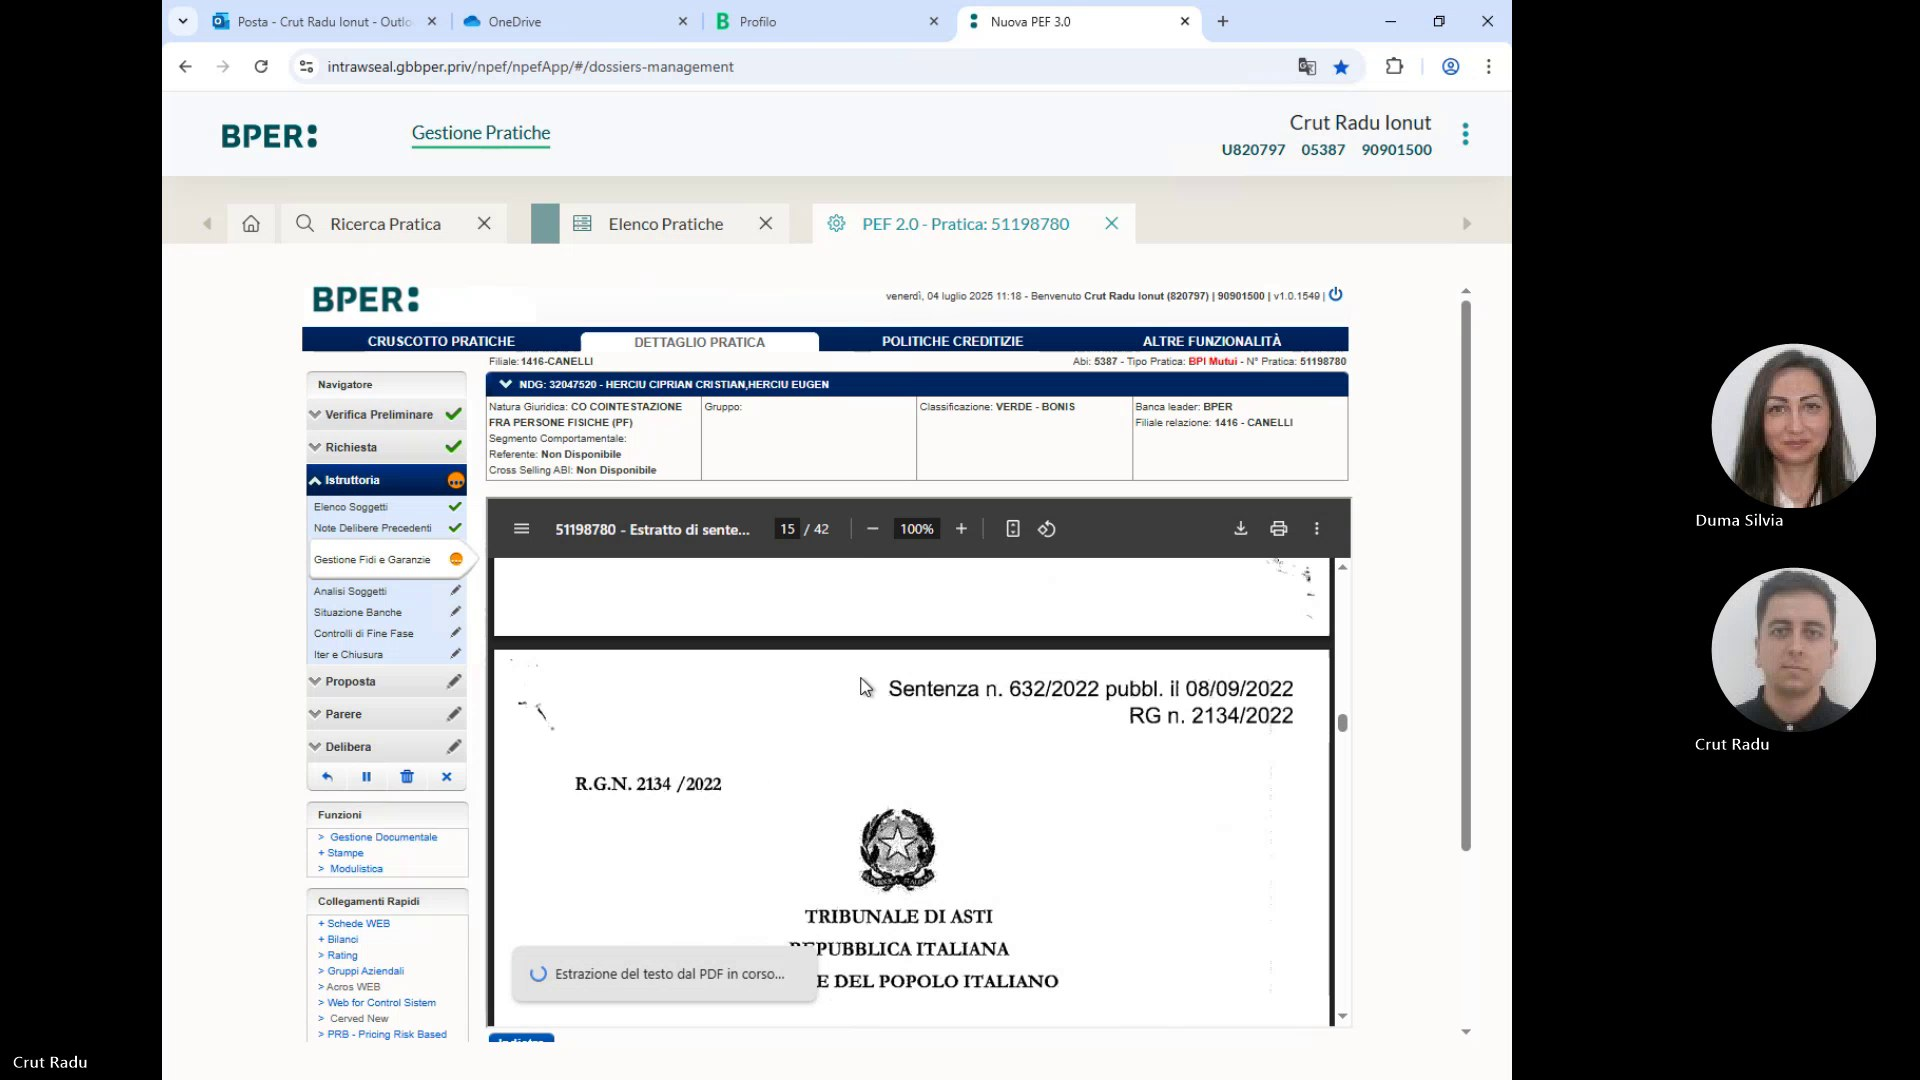 Posta - Crut Radu Ionut - Outlo
OneDrive
Profilo
Nuova PEF 3.0
intrawseal.gbbper.priv/npef/npefApp/#/dossiers-management
BPER:
Gestione Pratiche
Crut Radu Ionut
U820797 05387 90901500
Ricerca Pratica
Elenco Pratiche
PEF 2.0 - Pratica: 51198780
BPER:
venerdì, 04 luglio 2025 11:18 - Benvenuto Crut Radu Ionut (820797) | 90901500 | v1.0.1549 |
CRUSCOTTO PRATICHE
DETTAGLIO PRATICA
POLITICHE CREDITIZIE
ALTRE FUNZIONALITÀ
Filiale: 1416-CANELLI
Abi: 5387 - Tipo Pratica: BPI Mutui - N° Pratica: 51198780
Navigatore
Verifica Preliminare
Richiesta
Istruttoria
Elenco Soggetti
Note Delibere Precedenti
Gestione Fidi e Garanzie
Analisi Soggetti
Situazione Banche
Controlli di Fine Fase
Iter e Chiusura
Proposta
Parere
Delibera
Funzioni
> Gestione Documentale
+ Stampe
> Modulistica
Collegamenti Rapidi
+ Schede WEB
+ Bilanci
> Rating
> Gruppi Aziendali
> Acros WEB
> Web for Control Sistem
> Cerved New
> PRB - Pricing Risk Based
NDG: 32047520 - HERCIU CIPRIAN CRISTIAN,HERCIU EUGEN
Natura Giuridica: CO COINTESTAZIONE
FRA PERSONE FISICHE (PF)
Segmento Comportamentale:
Referente: Non Disponibile
Cross Selling ABI: Non Disponibile
Gruppo:
Classificazione: VERDE - BONIS
Banca leader: BPER
Filiale relazione: 1416 - CANELLI
51198780 - Estratto di sente...
15 / 42
100%
Sentenza n. 632/2022 pubbl. il 08/09/2022
RG n. 2134/2022
R.G.N. 2134 /2022
TRIBUNALE DI ASTI
REPUBBLICA ITALIANA
E DEL POPOLO ITALIANO
Estrazione del testo dal PDF in corso...
Indietro
Duma Silvia
Crut Radu
Crut Radu